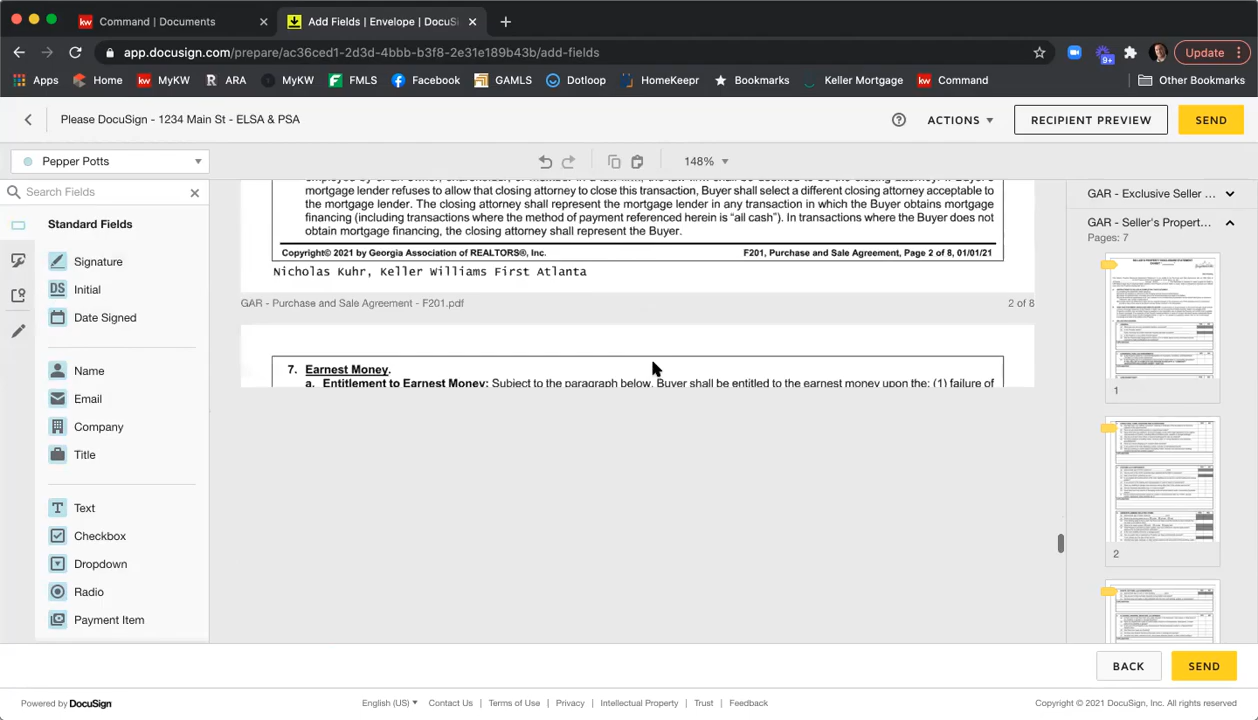 Command | Documents
Add Fields | Envelope | DocuSi
app.docusign.com/prepare/ac36ced1-2d3d-4bbb-b3f8-2e31e189b43b/add-fields
9+
Update
Apps
Home
kw MyKW
R ARA
MyKW
FMLS
Facebook
GAMLS
Dotloop
HomeKeepr
Bookmarks
Keller Mortgage
kw Command
Other Bookmarks
Please DocuSign - 1234 Main St - ELSA & PSA
ACTIONS
RECIPIENT PREVIEW
SEND
Pepper Potts
148%
Search Fields
Standard Fields
Signature
DS Initial
Date Signed
Name
Email
Company
Title
T Text
Checkbox
Dropdown
Radio
Payment Item
mortgage lender refuses to allow that closing attorney to close this transaction, Buyer shall select a different closing attorney acceptable to
the mortgage lender. The closing attorney shall represent the mortgage lender in any transaction in which the Buyer obtains mortgage
financing (including transactions where the method of payment referenced herein is “all cash”). In transactions where the Buyer does not
obtain mortgage financing, the closing attorney shall represent the Buyer.
Copyright© 2021 by Georgia Association of REALTORS®, Inc.
F201, Purchase and Sale Agreement, Page 2 of 8, 01/01/21
Nicholas Kuhr, Keller Williams First Atlanta
GAR - Purchase and Sale Agreement - F201.pdf
2 of 8
7. Earnest Money.
a. Entitlement to Earnest Money: Subject to the paragraph below, Buyer shall be entitled to the earnest money upon the: (1) failure of
GAR - Exclusive Seller ...
GAR - Seller's Propert...
Pages: 7
1
2
BACK
SEND
Powered by DocuSign
English (US)
Contact Us
Terms of Use
Privacy
Intellectual Property
Trust
Feedback
Copyright © 2021 DocuSign, Inc. All rights reserved